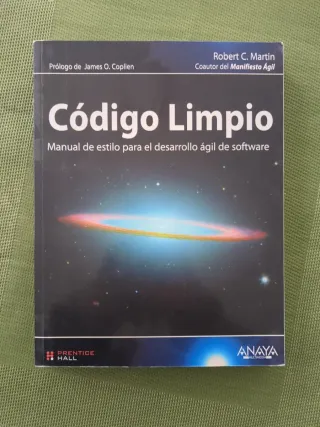 Robert C. Martin
Prólogo de James O. Coplien
Coautor del Manifiesto Ágil
Código Limpio
Manual de estilo para el desarrollo ágil de software
PRENTICE
HALL
ANAYA
MULTIMEDIA